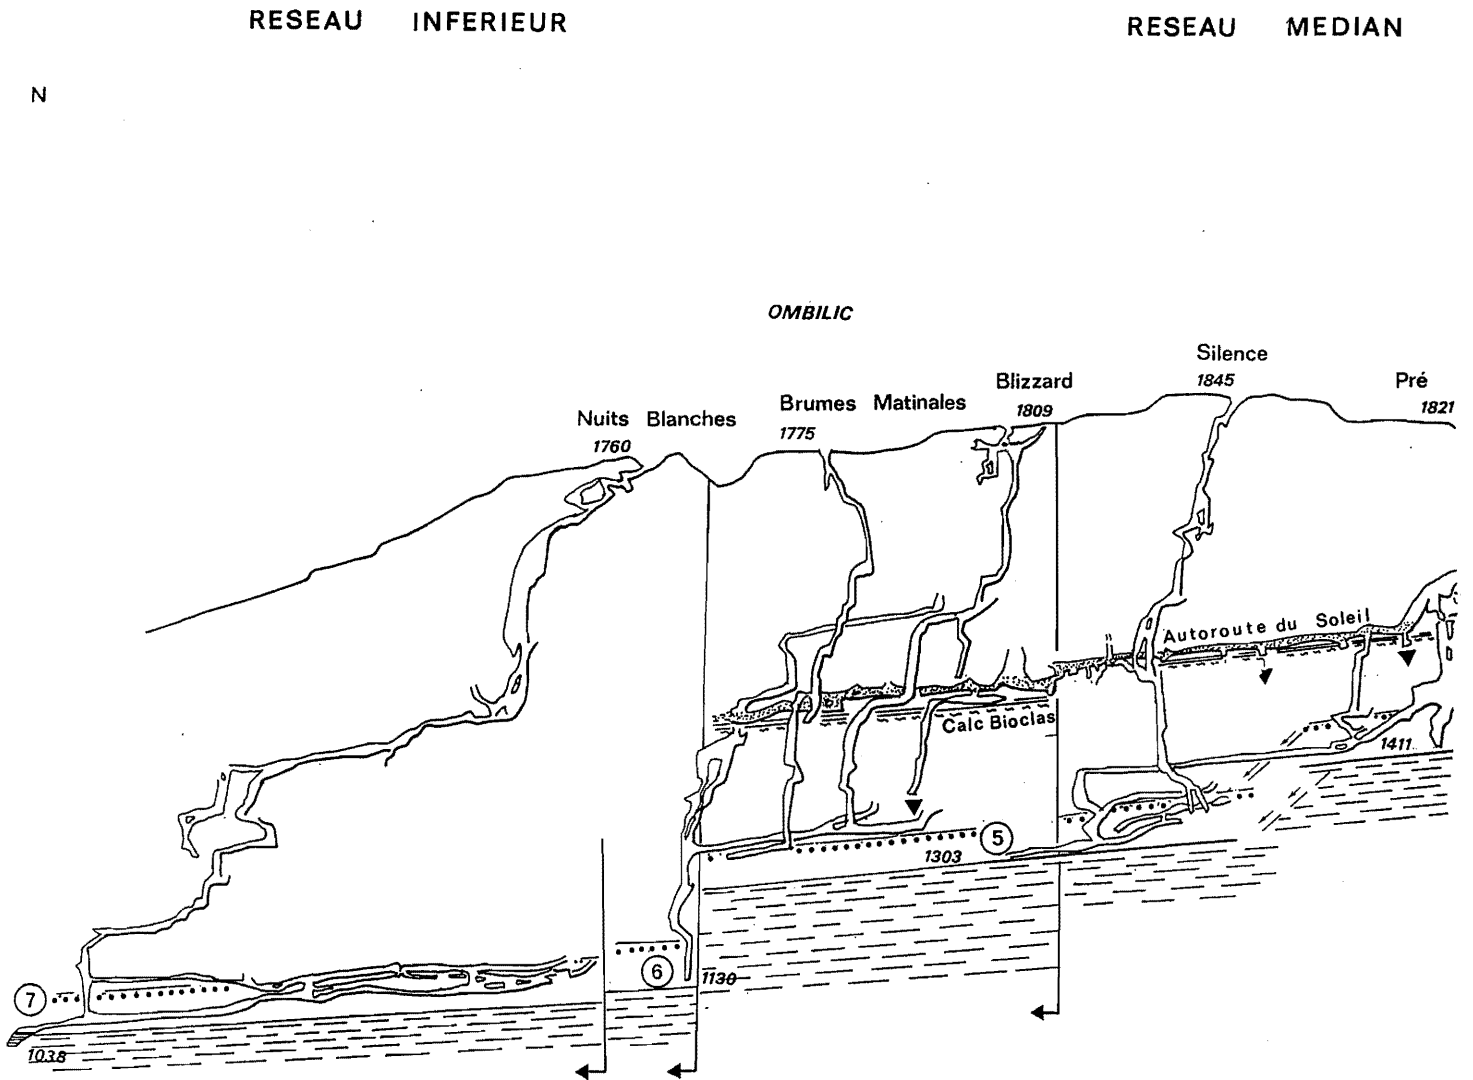 RESEAU INFERIEUR
RESEAU MEDIAN
N
OMBILIC
Silence
1845
Blizzard
1809
Pré
1821
Brumes Matinales
1775
Nuits Blanches
1760
Autoroute du Soleil
Calc Bioclas
1411
5
1303
6
1130
7
1038